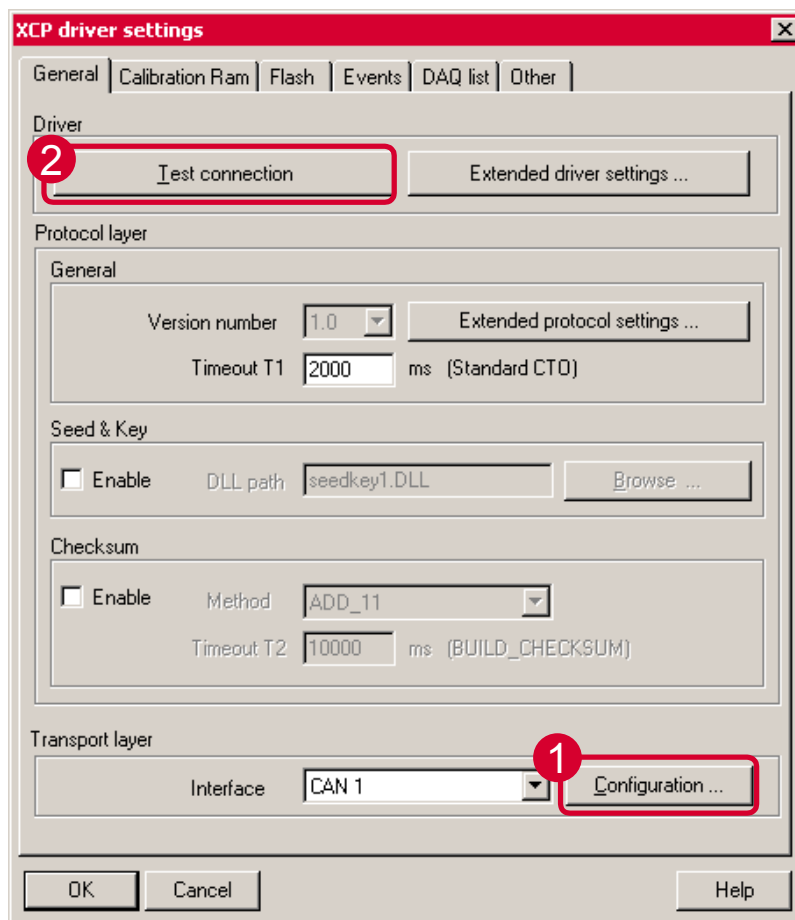 XCP driver settings
General Calibration Ram Flash Events DAQ list Other
Driver
2
Test connection Extended driver settings ...
Protocol layer
General
Version number 1.0 Extended protocol settings ...
Timeout T1 2000 ms (Standard CTO)
Seed & Key
Enable DLL path seedkey1.DLL Browse ...
Checksum
Enable Method ADD_11
Timeout T2 10000 ms (BUILD_CHECKSUM)
Transport layer
1
Interface CAN 1 Configuration ...
OK Cancel Help